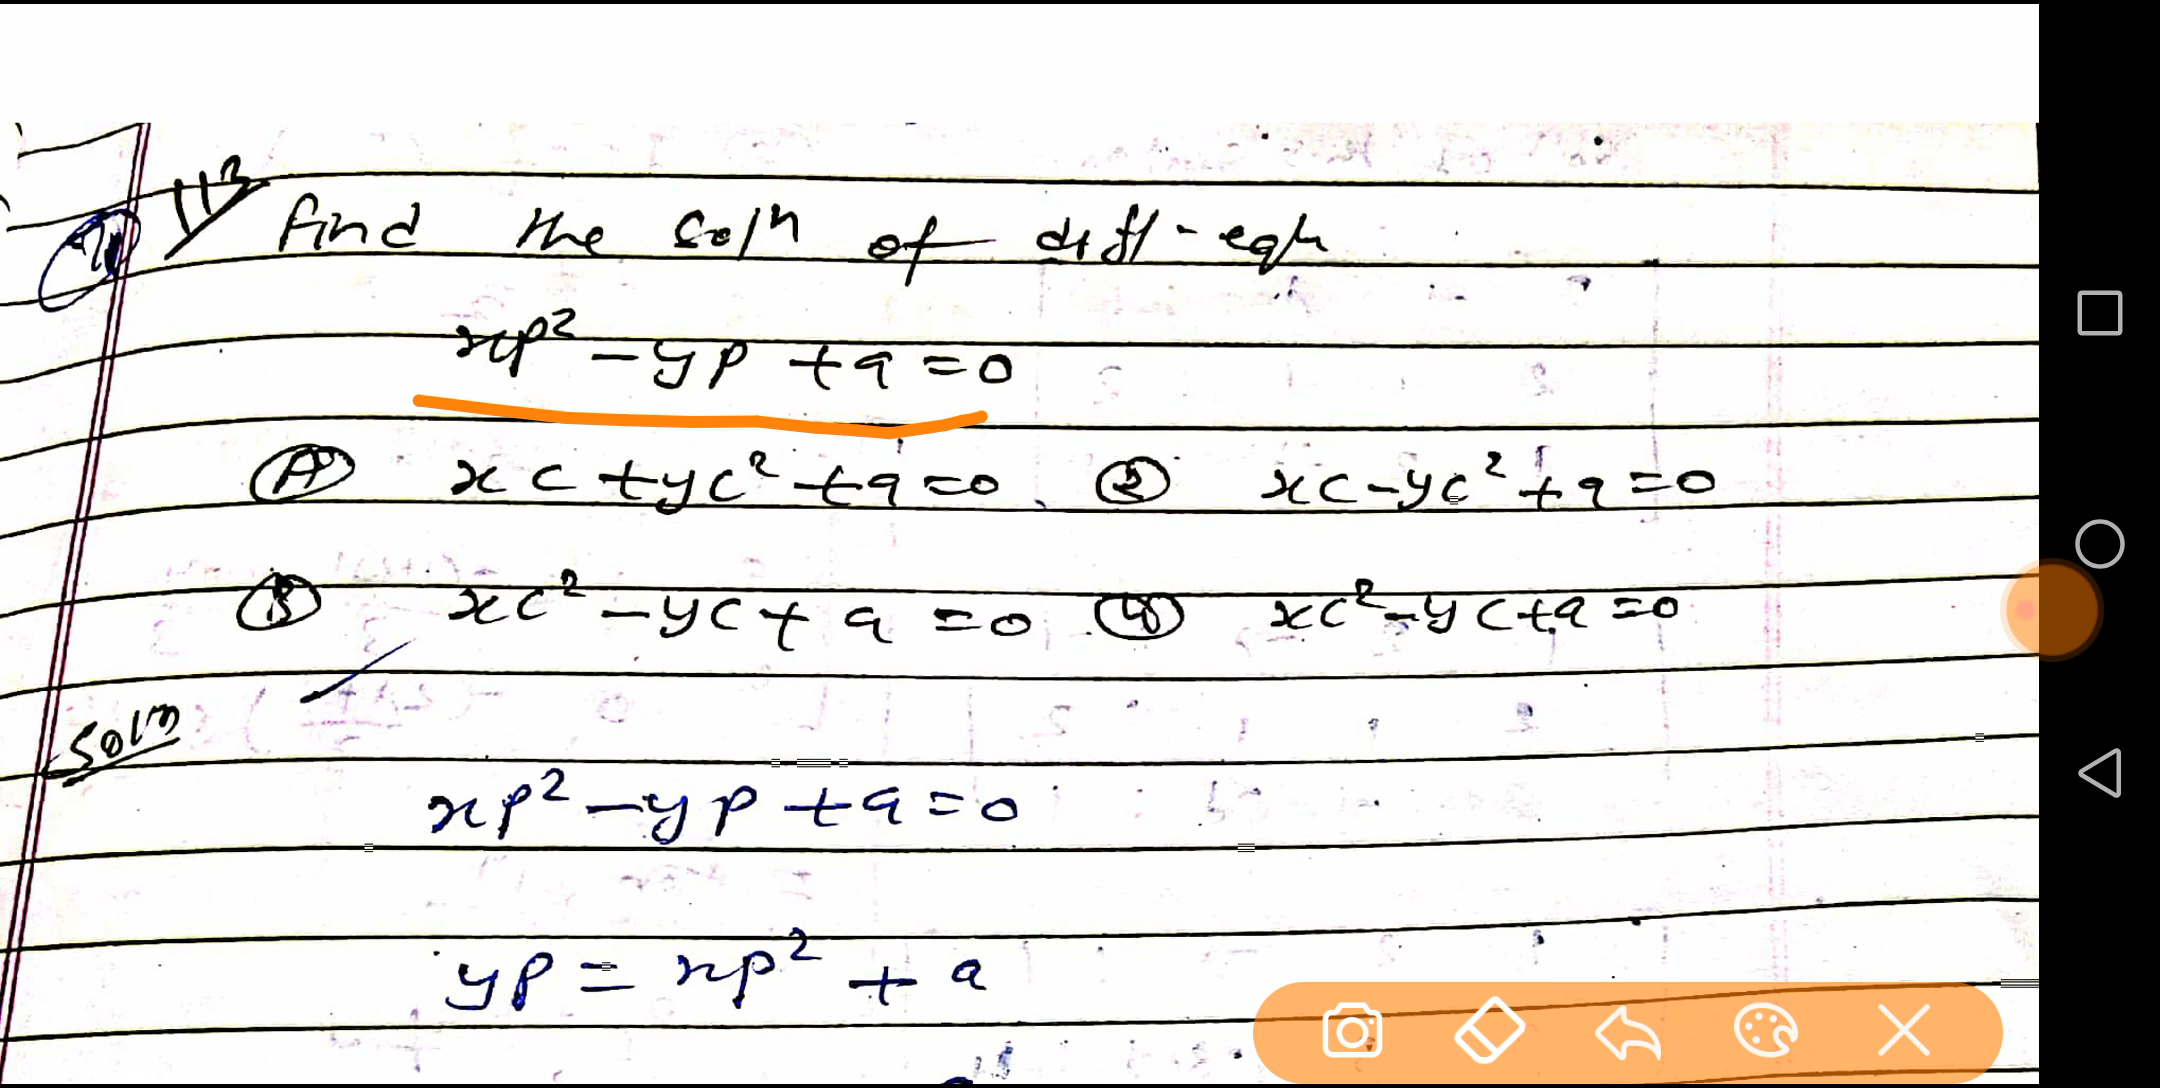 Find the Soln of diff-eqn
xp² - yp + a = 0
(A) xc + yc² + a = 0 (2) xc - yc² + a = 0
(3) xc² - yc + a = 0 (4) xc² - yc + a = 0
Soln
xp² - yp + a = 0
yp = xp² + a